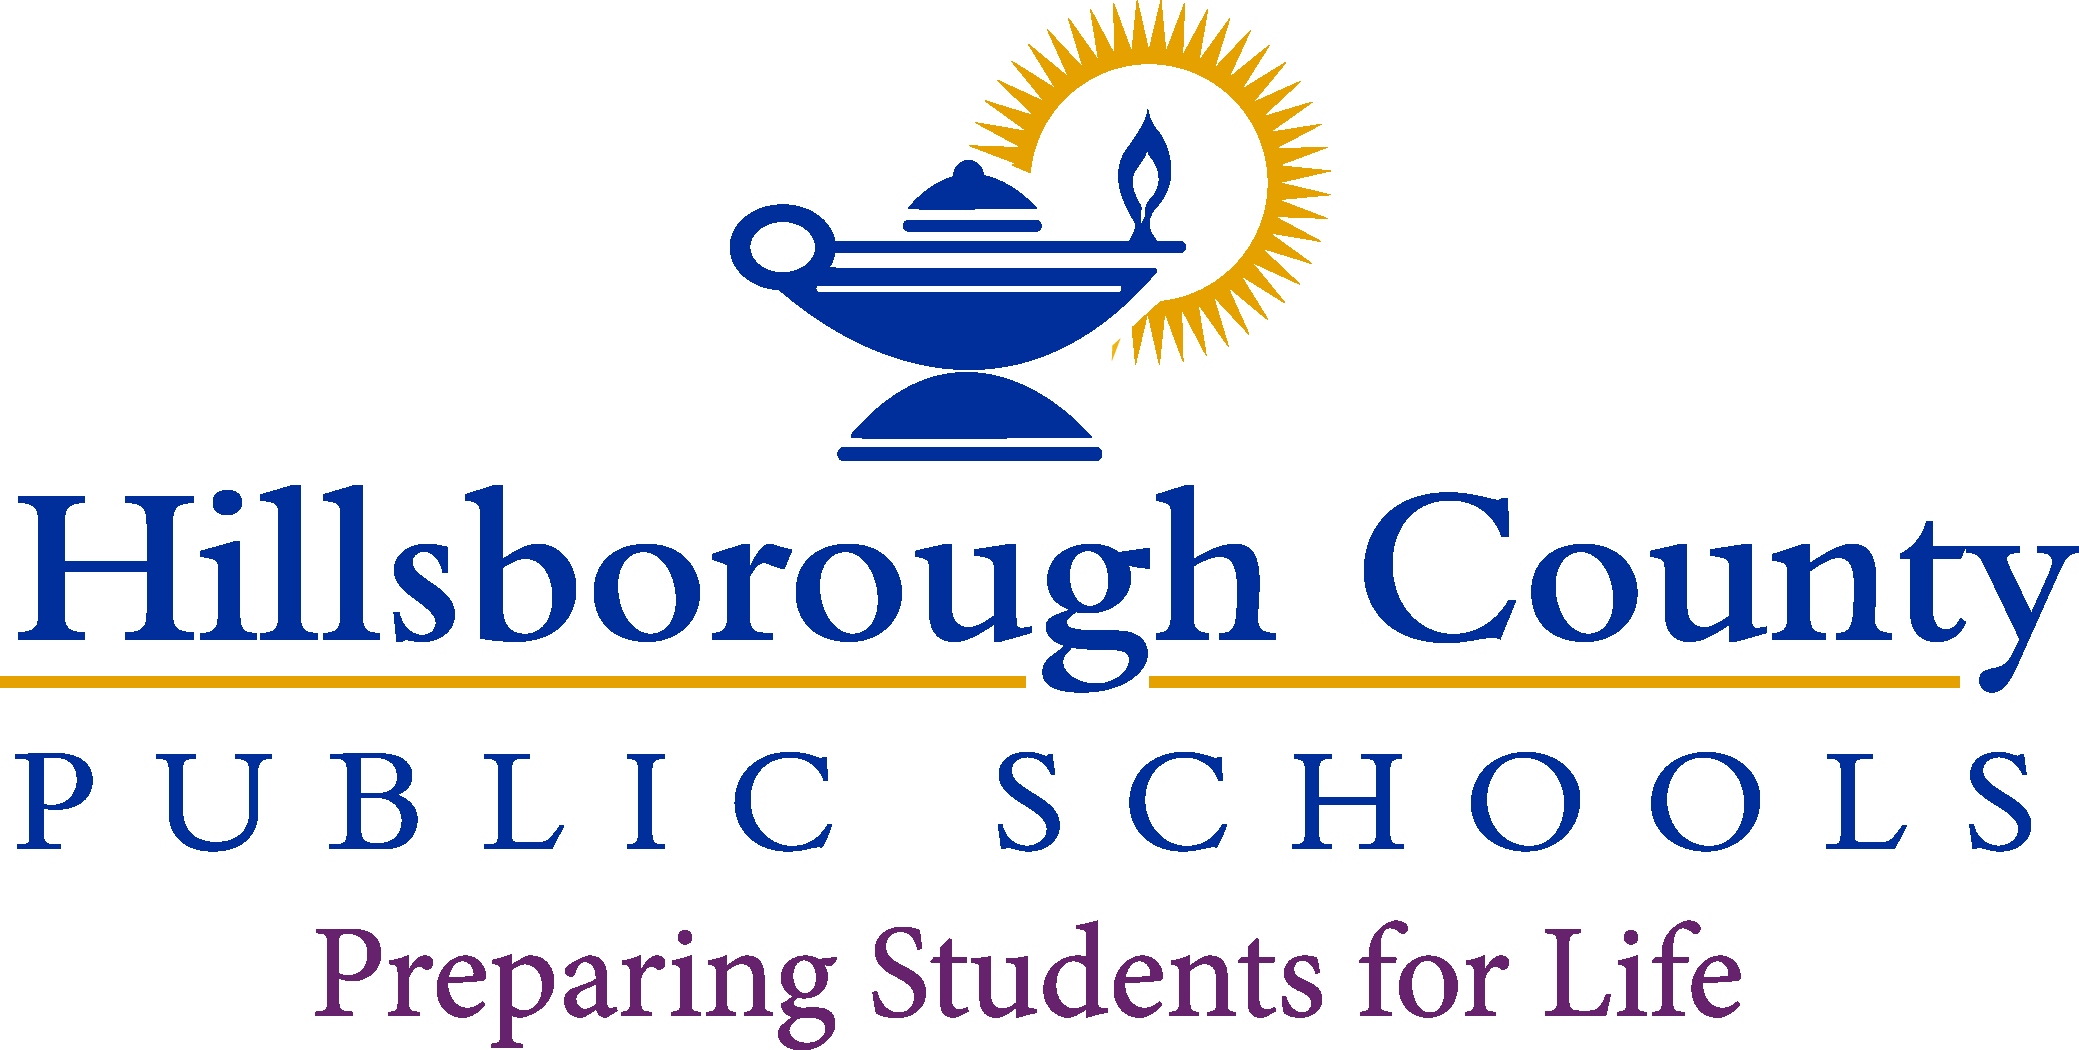 Hillsborough County
PUBLIC SCHOOLS
Preparing Students for Life